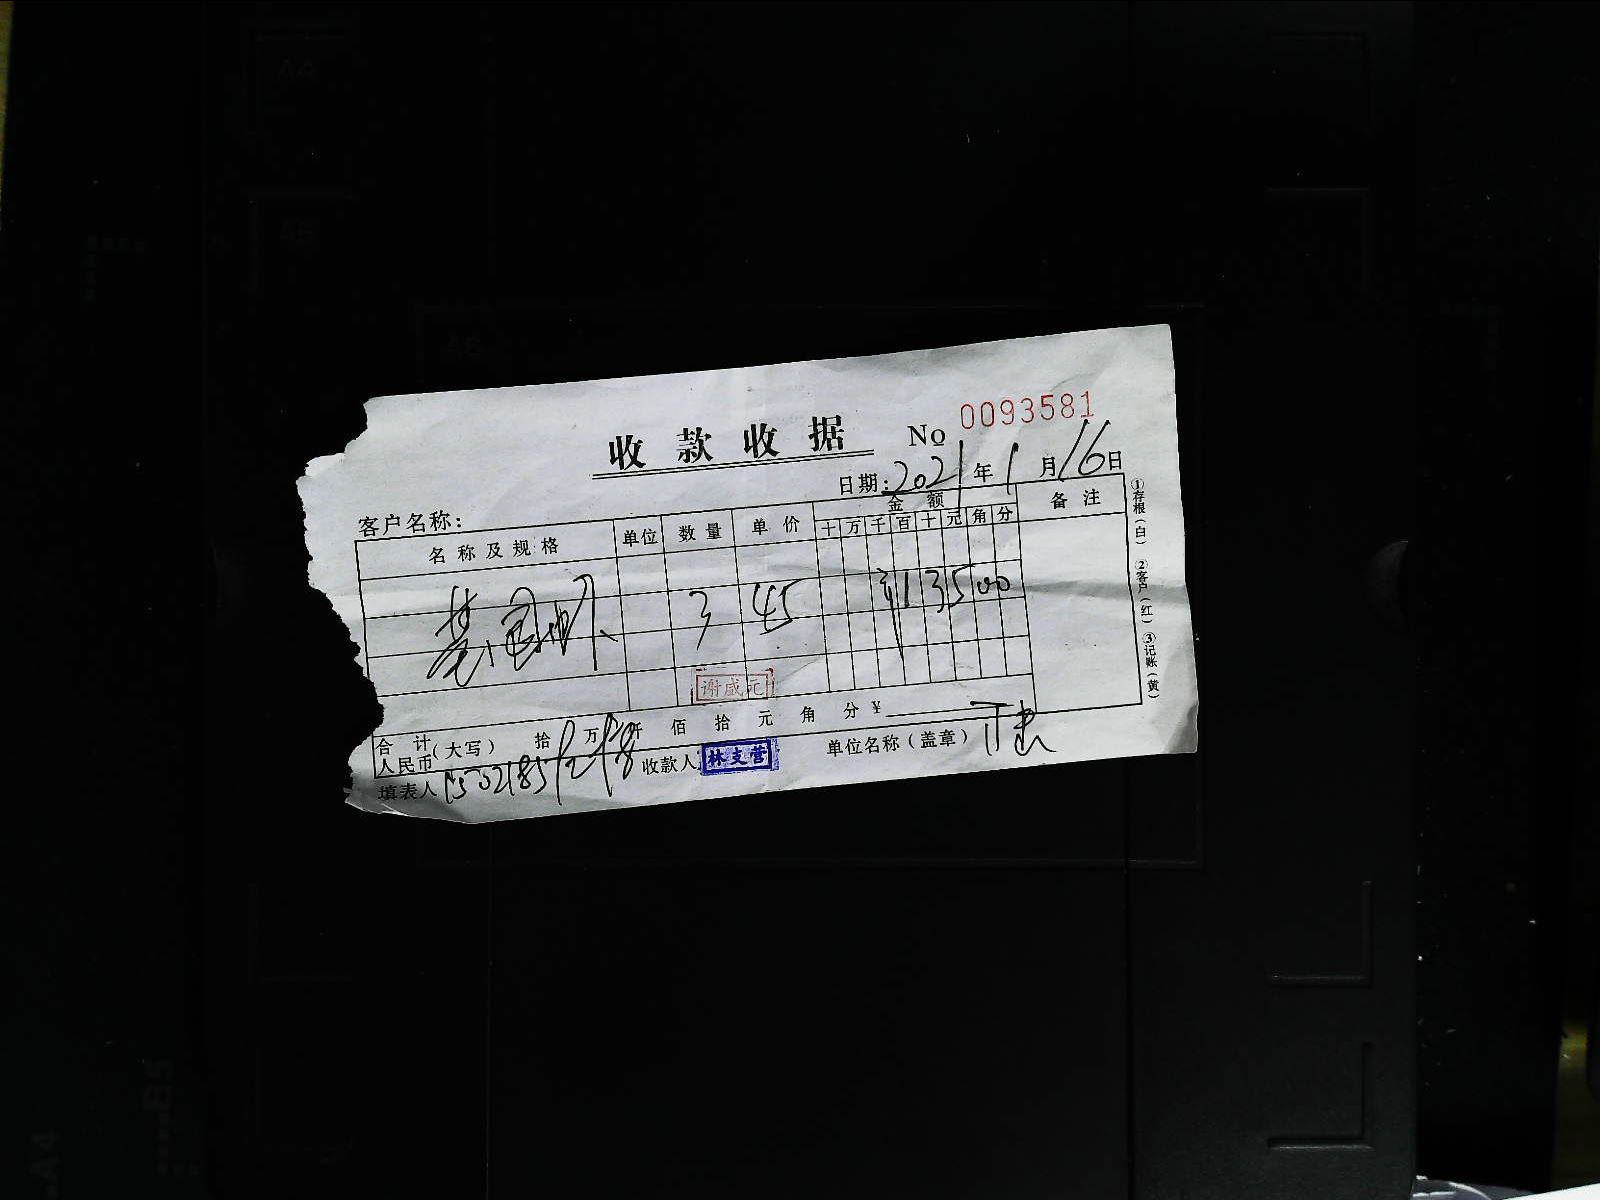 收款收据 No 0093581
日期:2021年1月16日
客户名称:
名称及规格 单位 数量 单价 金额 备注
十 万 千 百 十 元 角 分
3 45 ¥135 00
谢威元
合计 人民币(大写) 拾 万 仟 佰 拾 元 角 分 ¥
填表人 收款人 林支营 单位名称(盖章)
①存根(白) ②客户(红) ③记账(黄)
A4
B5